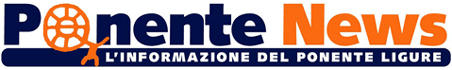 Ponente News
L'INFORMAZIONE DEL PONENTE LIGURE